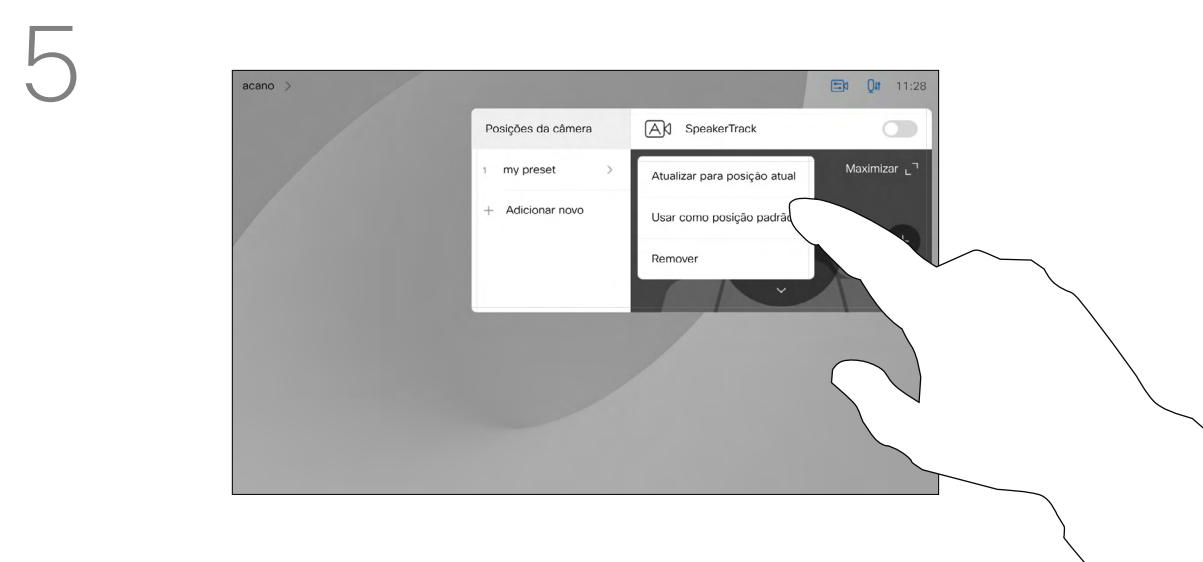 5
acano
11:28
Posições da câmera
SpeakerTrack
1 my preset
Maximizar
Atualizar para posição atual
+ Adicionar novo
Usar como posição
Remover